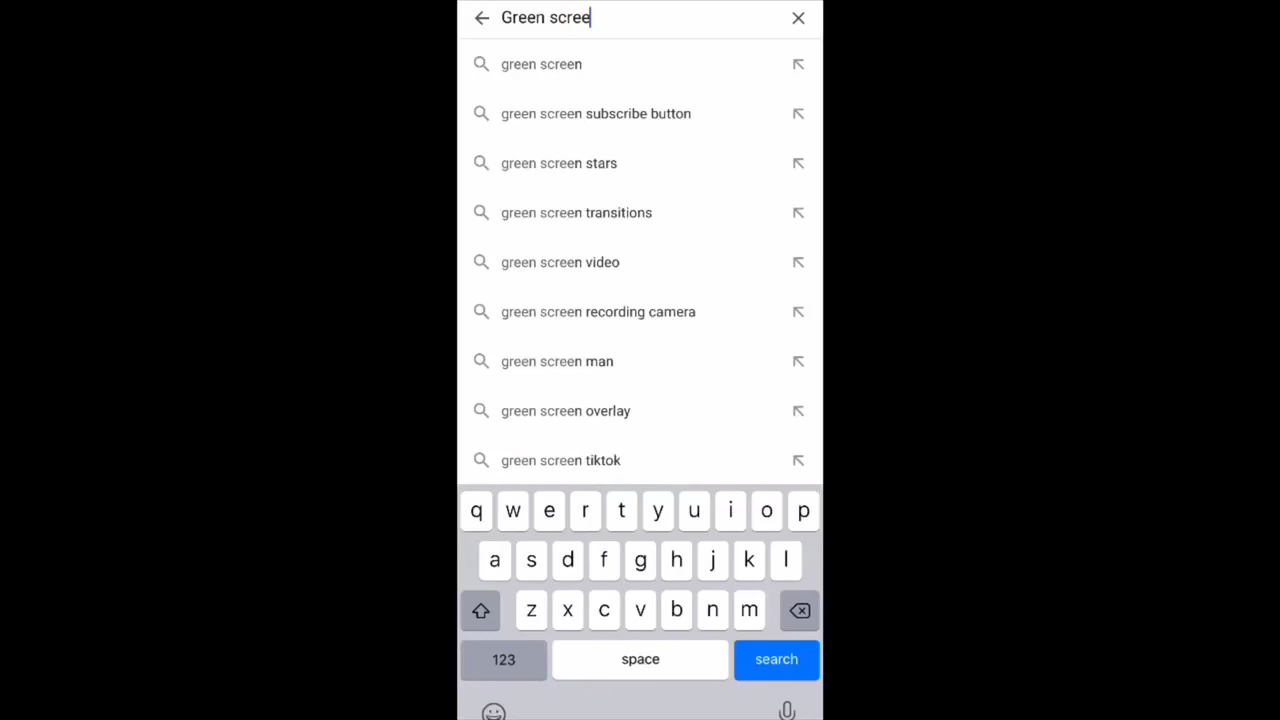 Green scree
green screen
green screen subscribe button
green screen stars
green screen transitions
green screen video
green screen recording camera
green screen man
green screen overlay
green screen tiktok
q w e r t y u i o p
a s d f g h j k l
z x c v b n m
123 space search